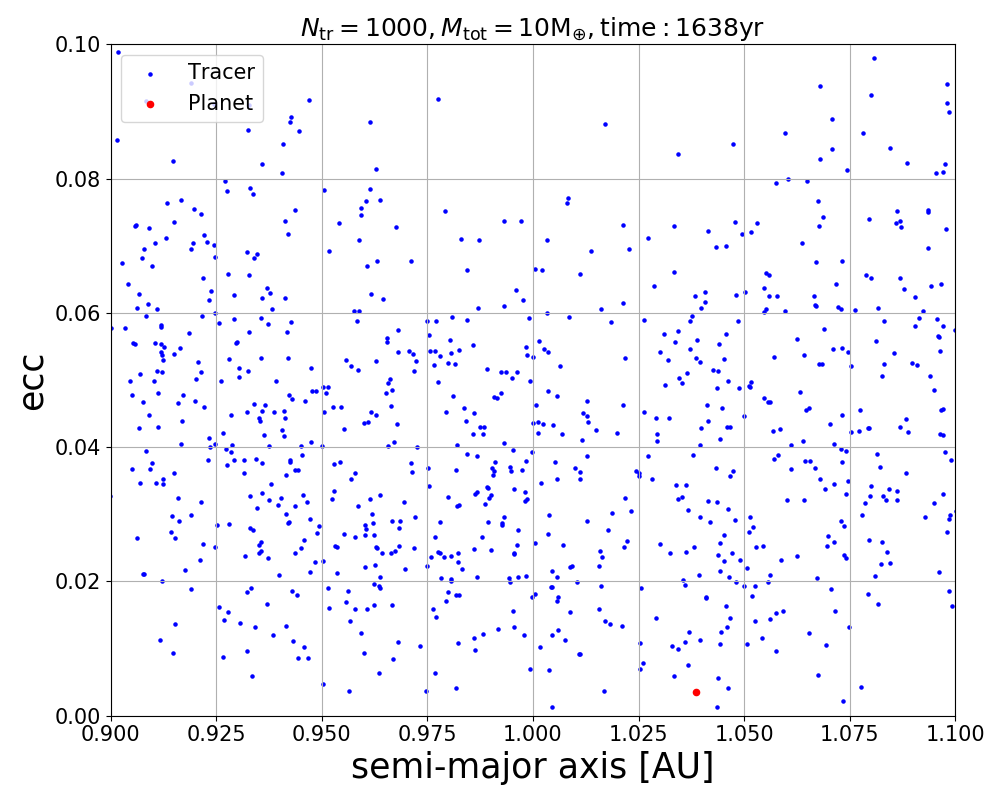 N_tr = 1000, M_tot = 10M_⊕, time : 1638yr
0.10
0.08
0.06
0.04
0.02
0.00
ecc
Tracer
Planet
0.900 0.925 0.950 0.975 1.000 1.025 1.050 1.075 1.100
semi-major axis [AU]